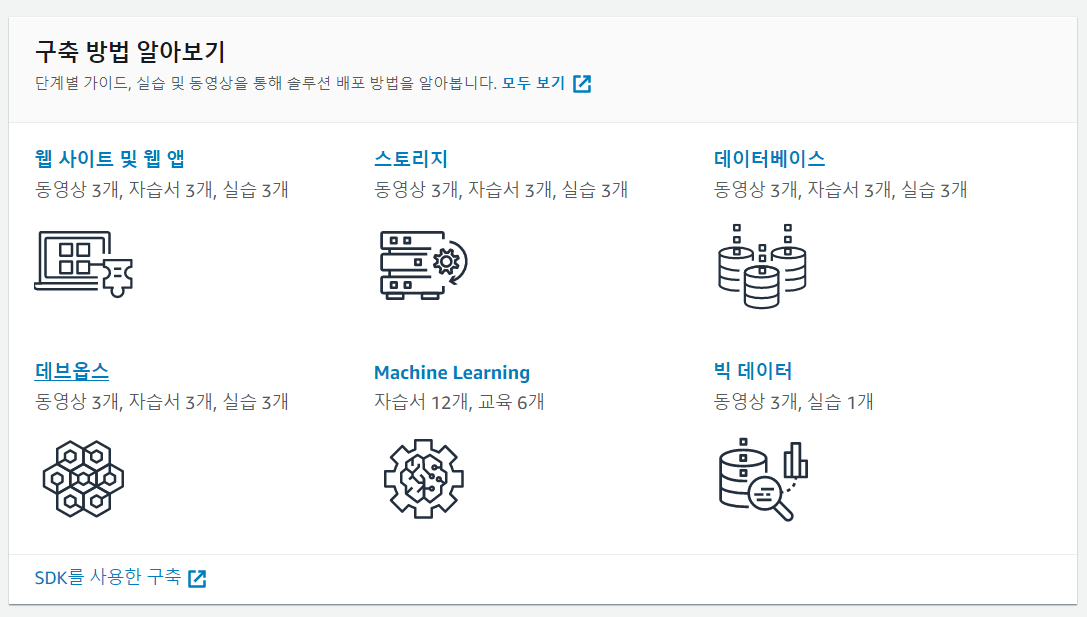 구축 방법 알아보기
단계별 가이드, 실습 및 동영상을 통해 솔루션 배포 방법을 알아봅니다. 모두 보기
웹 사이트 및 웹 앱
동영상 3개, 자습서 3개, 실습 3개
스토리지
동영상 3개, 자습서 3개, 실습 3개
데이터베이스
동영상 3개, 자습서 3개, 실습 3개
데브옵스
동영상 3개, 자습서 3개, 실습 3개
Machine Learning
자습서 12개, 교육 6개
빅 데이터
동영상 3개, 실습 1개
SDK를 사용한 구축